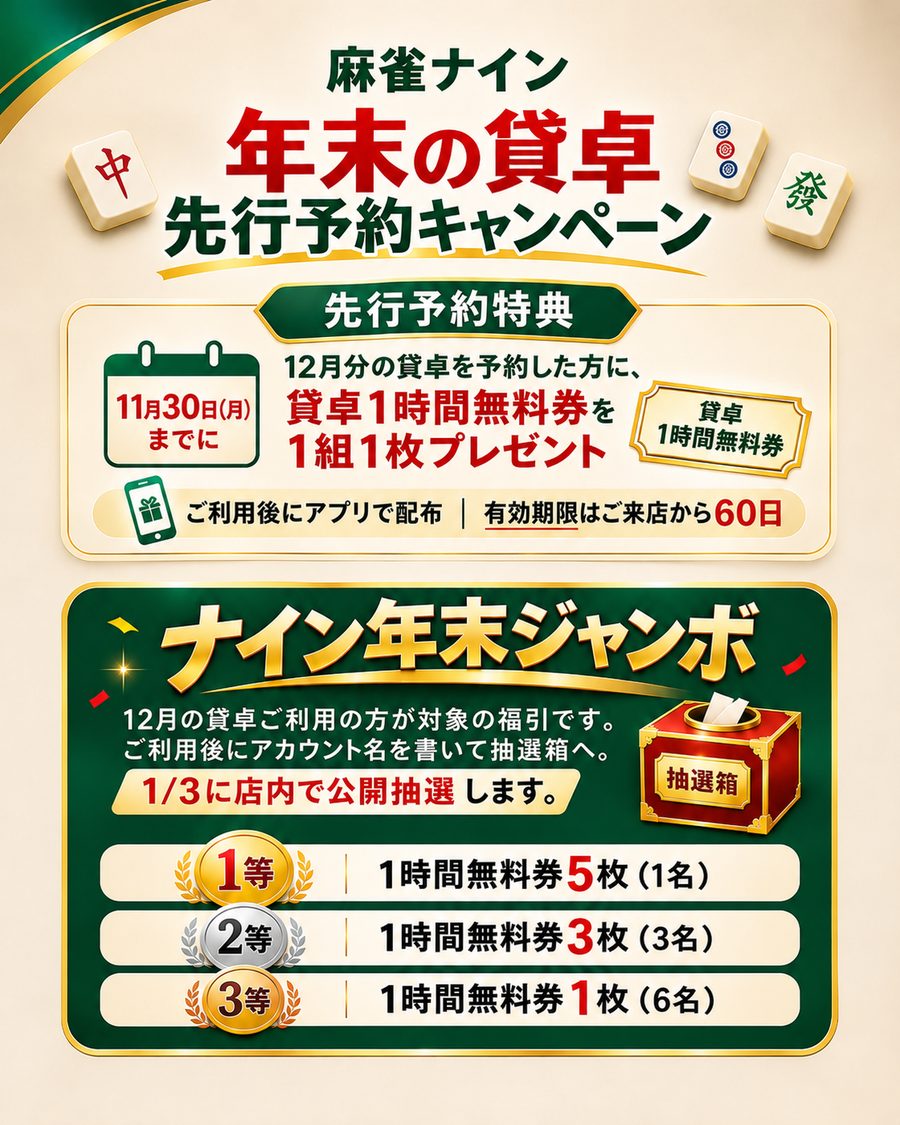 麻雀ナイン
年末の貸卓
先行予約キャンペーン
中
發
先行予約特典
11月30日(月)
までに
12月分の貸卓を予約した方に、
貸卓1時間無料券を
1組1枚プレゼント
貸卓
1時間無料券
ご利用後にアプリで配布 | 有効期限はご来店から60日
ナイン年末ジャンボ
12月の貸卓ご利用の方が対象の福引です。
ご利用後にアカウント名を書いて抽選箱へ。
1/3に店内で公開抽選します。
抽選箱
1等 1時間無料券5枚(1名)
2等 1時間無料券3枚(3名)
3等 1時間無料券1枚(6名)